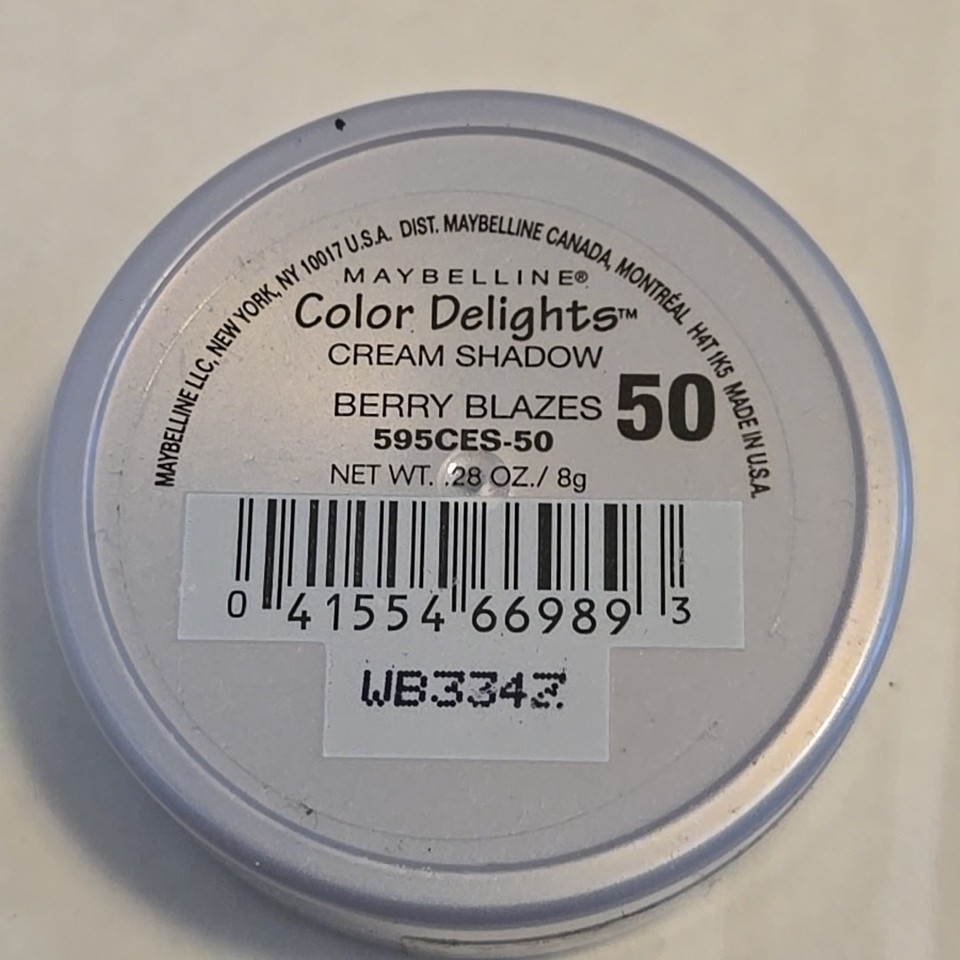 MAYBELLINE LLC, NEW YORK, NY 10017 U.S.A. DIST. MAYBELLINE CANADA, MONTRÉAL H4T 1K5 MADE IN U.S.A.
MAYBELLINE®
Color Delights™
CREAM SHADOW
BERRY BLAZES 50
595CES-50
NET WT. .28 OZ./ 8g
0 41554 66989 3